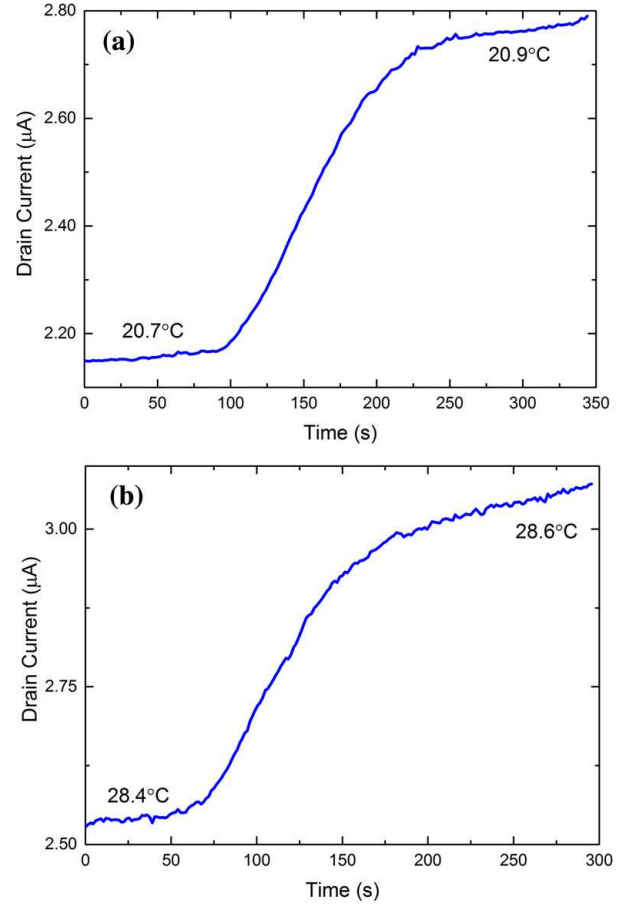 (a)
2.80
2.60
2.40
2.20
Drain Current (μA)
20.7°C
20.9°C
0 50 100 150 200 250 300 350
Time (s)
(b)
3.00
2.75
2.50
Drain Current (μA)
28.4°C
28.6°C
0 50 100 150 200 250 300
Time (s)